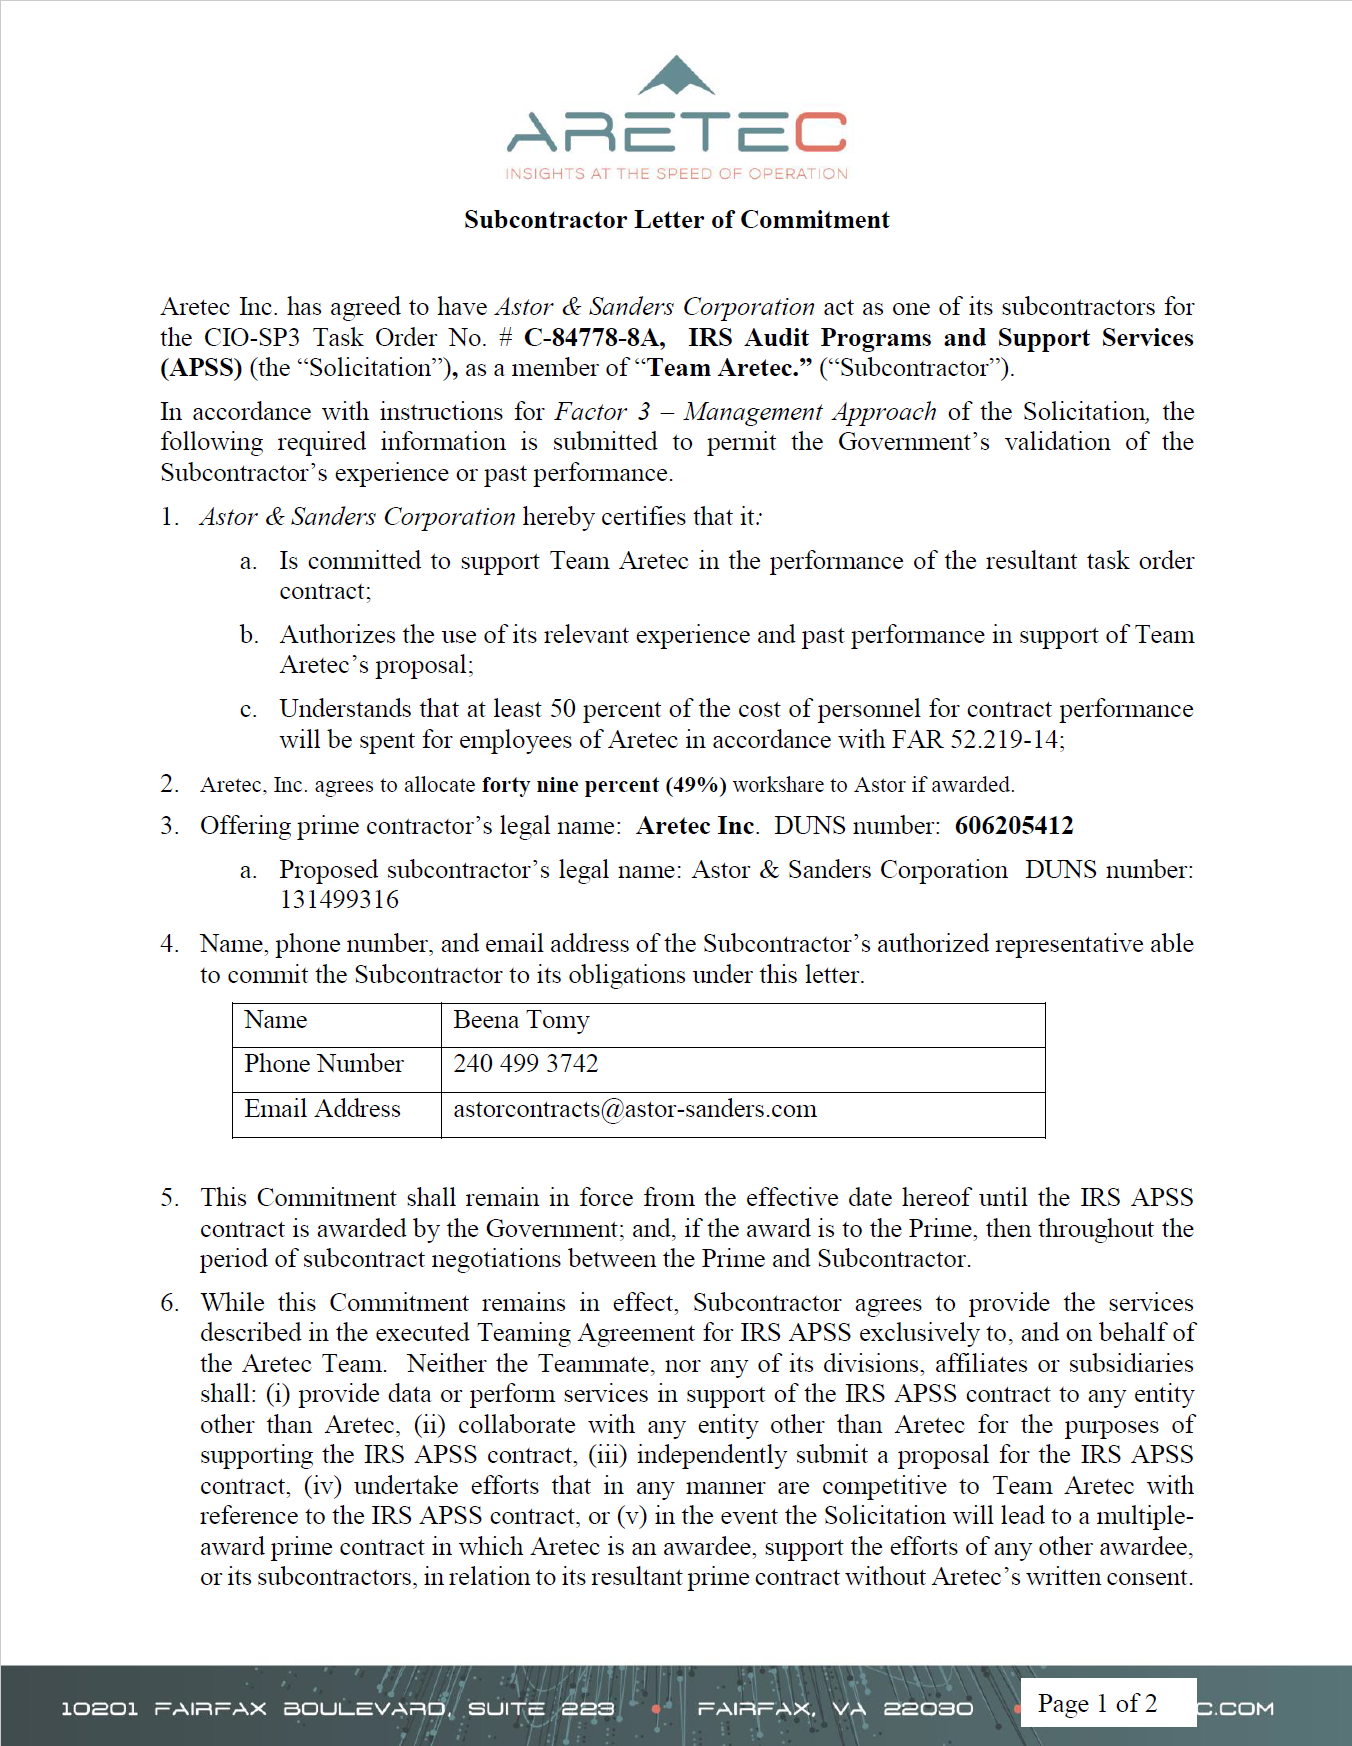 ARETEC
INSIGHTS AT THE SPEED OF OPERATION
Subcontractor Letter of Commitment
Aretec Inc. has agreed to have Astor & Sanders Corporation act as one of its subcontractors for
the CIO-SP3 Task Order No. # C-84778-8A, IRS Audit Programs and Support Services
(APSS) (the “Solicitation”), as a member of “Team Aretec.” (“Subcontractor”).
In accordance with instructions for Factor 3 – Management Approach of the Solicitation, the
following required information is submitted to permit the Government’s validation of the
Subcontractor’s experience or past performance.
1. Astor & Sanders Corporation hereby certifies that it:
a. Is committed to support Team Aretec in the performance of the resultant task order
contract;
b. Authorizes the use of its relevant experience and past performance in support of Team
Aretec’s proposal;
c. Understands that at least 50 percent of the cost of personnel for contract performance
will be spent for employees of Aretec in accordance with FAR 52.219-14;
2. Aretec, Inc. agrees to allocate forty nine percent (49%) workshare to Astor if awarded.
3. Offering prime contractor’s legal name: Aretec Inc. DUNS number: 606205412
a. Proposed subcontractor’s legal name: Astor & Sanders Corporation DUNS number:
131499316
4. Name, phone number, and email address of the Subcontractor’s authorized representative able
to commit the Subcontractor to its obligations under this letter.
Name Beena Tomy
Phone Number 240 499 3742
Email Address astorcontracts@astor-sanders.com
5. This Commitment shall remain in force from the effective date hereof until the IRS APSS
contract is awarded by the Government; and, if the award is to the Prime, then throughout the
period of subcontract negotiations between the Prime and Subcontractor.
6. While this Commitment remains in effect, Subcontractor agrees to provide the services
described in the executed Teaming Agreement for IRS APSS exclusively to, and on behalf of
the Aretec Team. Neither the Teammate, nor any of its divisions, affiliates or subsidiaries
shall: (i) provide data or perform services in support of the IRS APSS contract to any entity
other than Aretec, (ii) collaborate with any entity other than Aretec for the purposes of
supporting the IRS APSS contract, (iii) independently submit a proposal for the IRS APSS
contract, (iv) undertake efforts that in any manner are competitive to Team Aretec with
reference to the IRS APSS contract, or (v) in the event the Solicitation will lead to a multiple-
award prime contract in which Aretec is an awardee, support the efforts of any other awardee,
or its subcontractors, in relation to its resultant prime contract without Aretec’s written consent.
10201 FAIRFAX BOULEVARD, SUITE 223 • FAIRFAX, VA 22030 • Page 1 of 2 C.COM